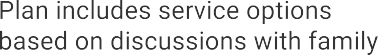 Plan includes service options
based on discussions with family